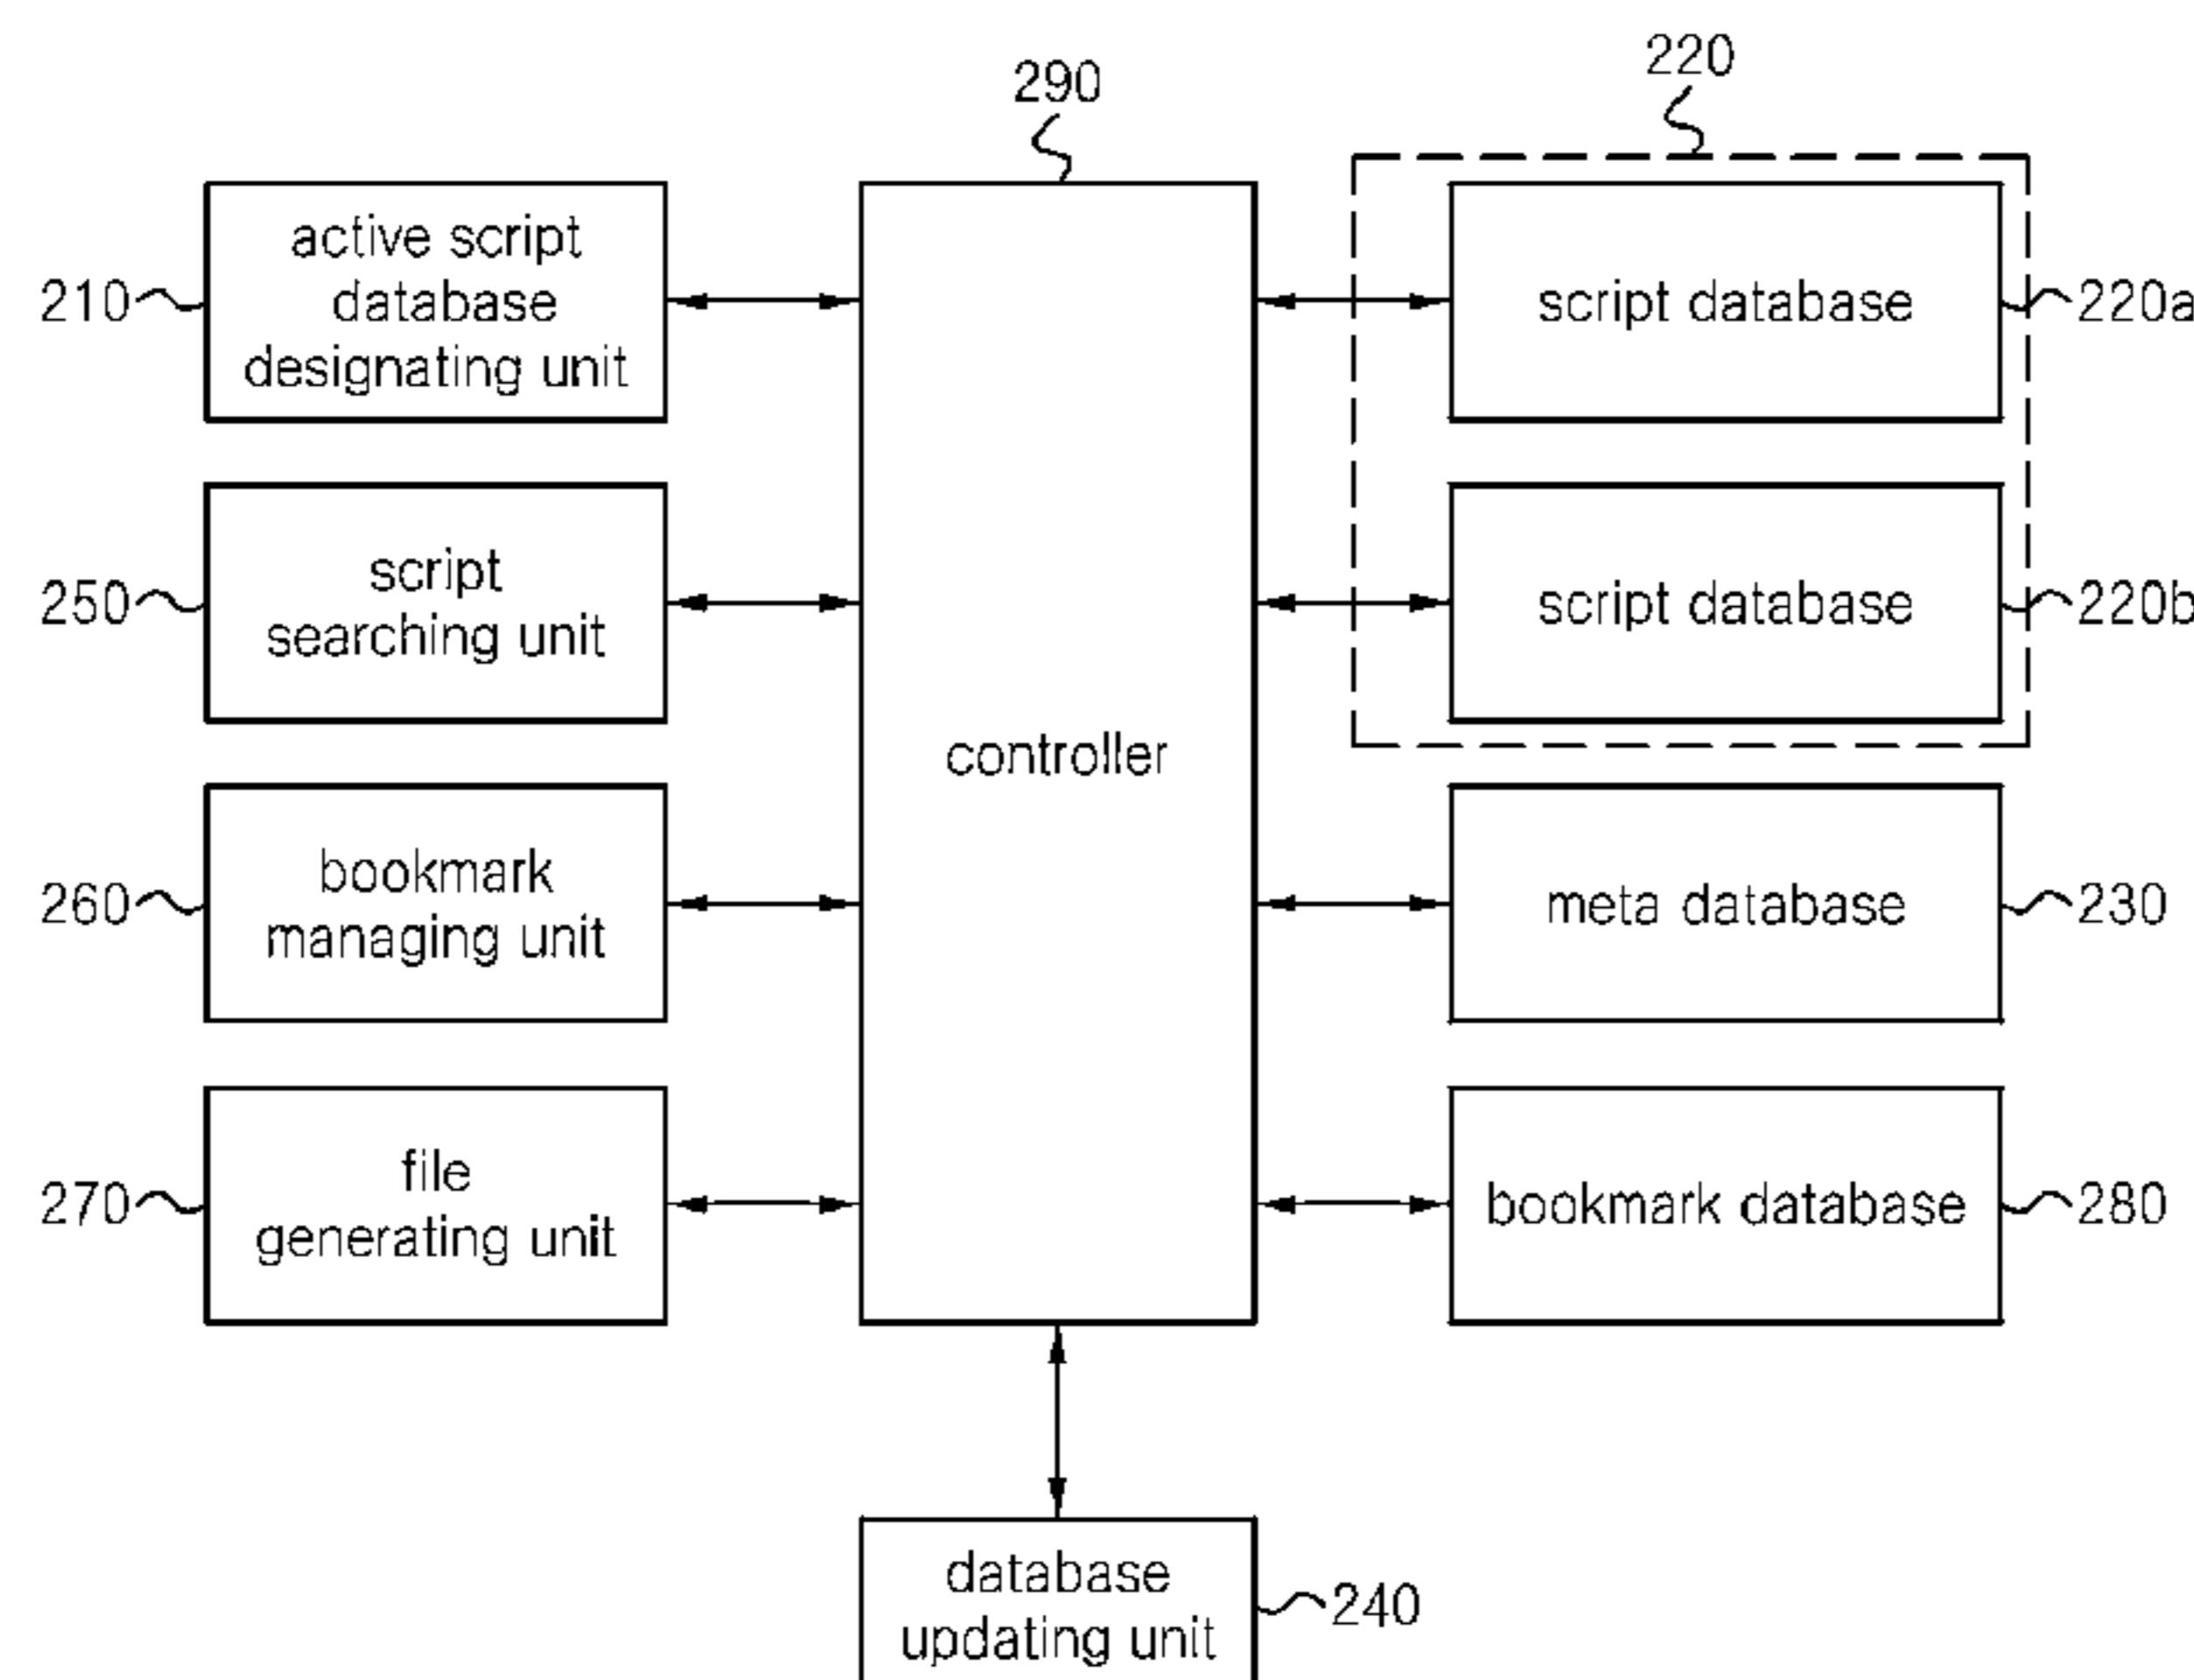 290
220
active script
database
designating unit
210
script database
220a
script
searching unit
250
script database
220b
controller
bookmark
managing unit
260
meta database
230
file
generating unit
270
bookmark database
280
database
updating unit
240